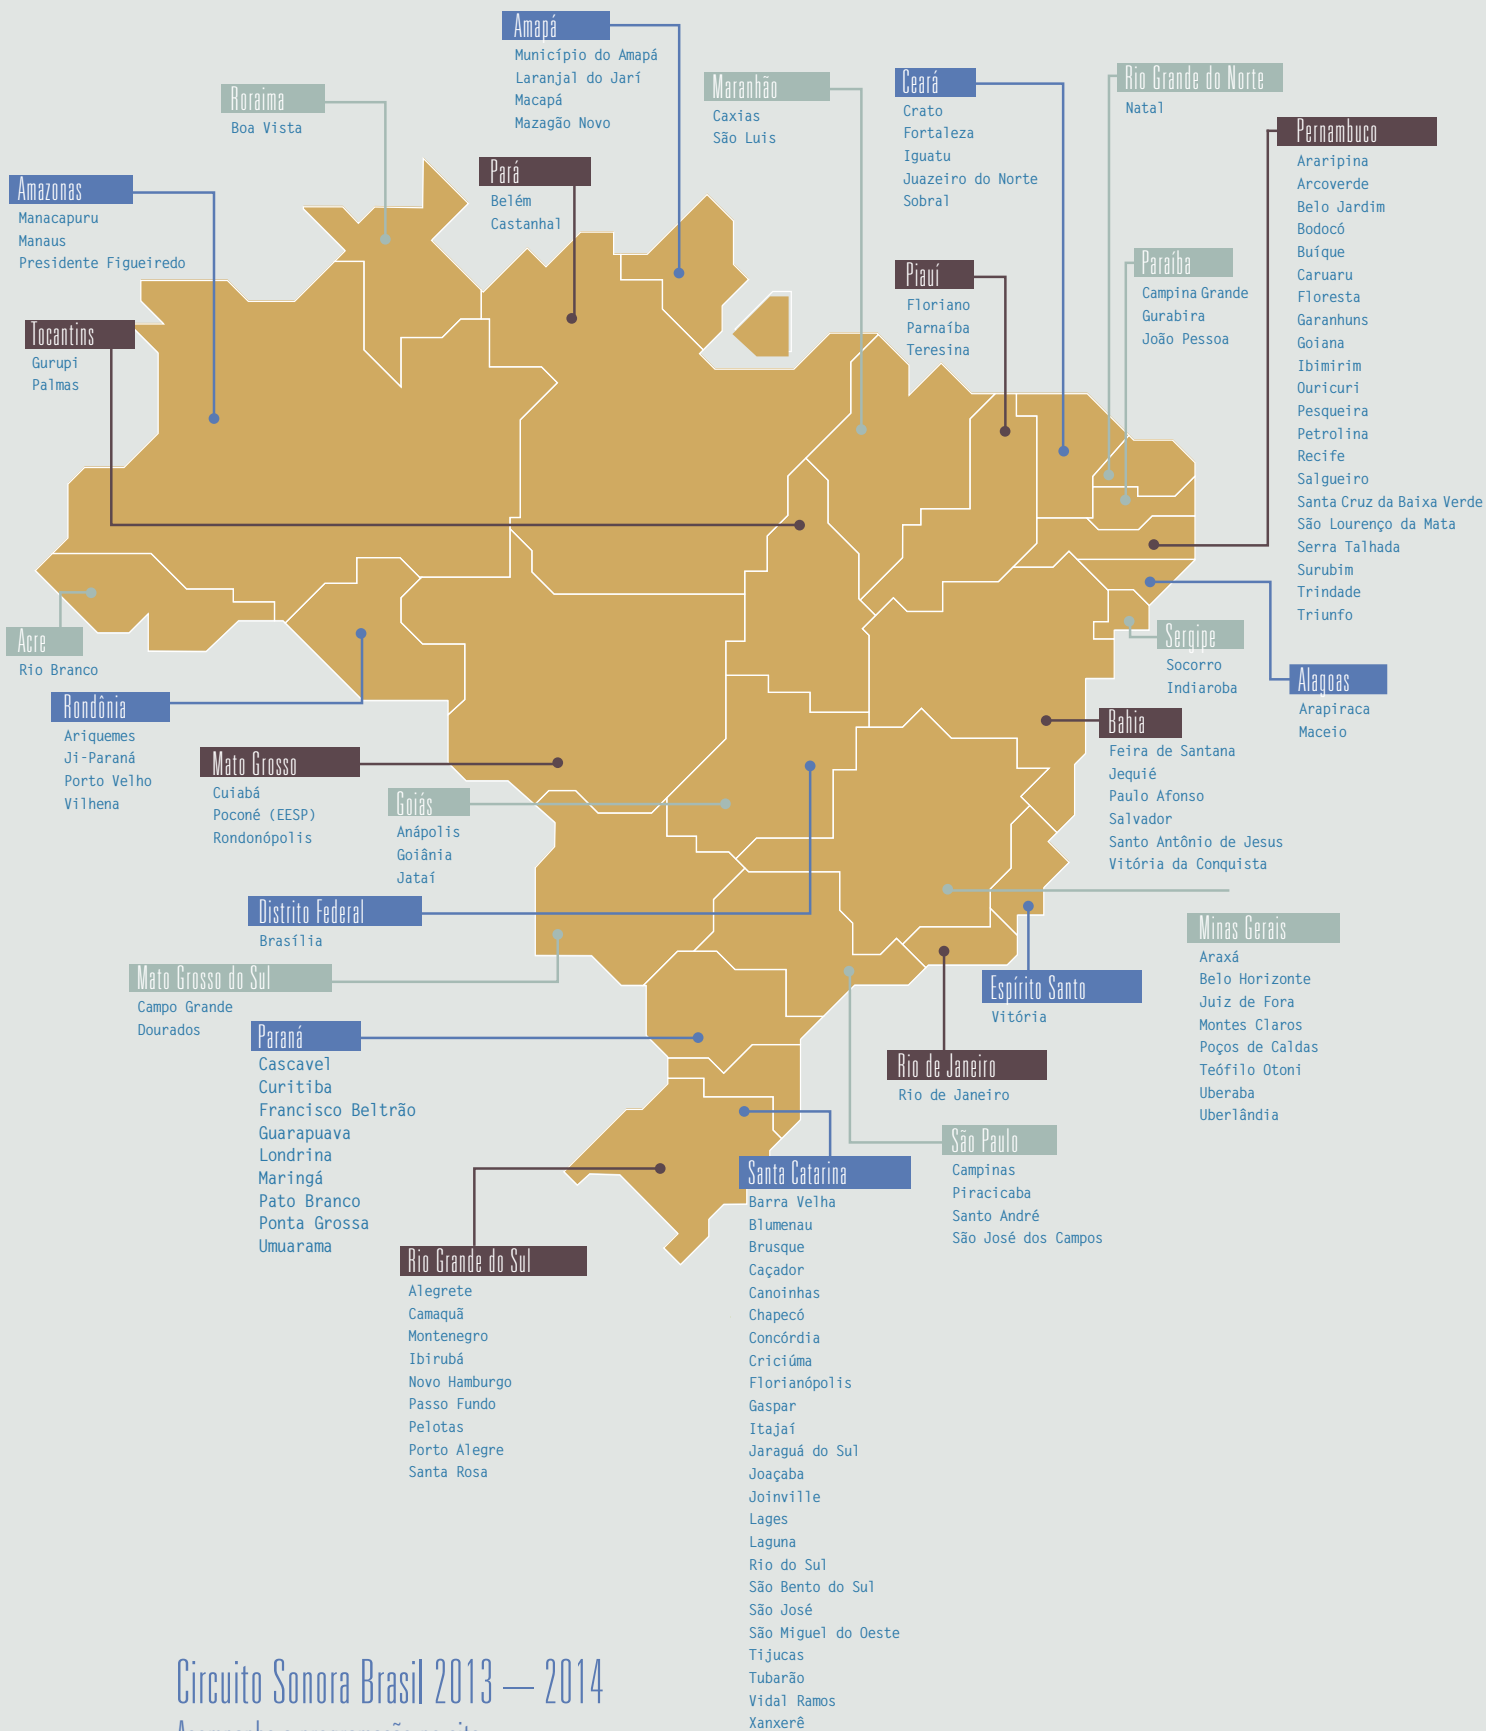 Amapá
Município do Amapá
Laranjal do Jarí
Macapá
Mazagão Novo
Roraima
Boa Vista
Maranhão
Caxias
São Luis
Ceará
Crato
Fortaleza
Iguatu
Juazeiro do Norte
Sobral
Rio Grande do Norte
Natal
Pernambuco
Araripina
Arcoverde
Belo Jardim
Bodocó
Buíque
Caruaru
Floresta
Garanhuns
Goiana
Ibimirim
Ouricuri
Pesqueira
Petrolina
Recife
Salgueiro
Santa Cruz da Baixa Verde
São Lourenço da Mata
Serra Talhada
Surubim
Trindade
Triunfo
Amazonas
Manacapuru
Manaus
Presidente Figueiredo
Pará
Belém
Castanhal
Piauí
Floriano
Parnaíba
Teresina
Paraíba
Campina Grande
Gurabira
João Pessoa
Tocantins
Gurupi
Palmas
Acre
Rio Branco
Sergipe
Socorro
Indiaroba
Alagoas
Arapiraca
Maceio
Rondônia
Ariquemes
Ji-Paraná
Porto Velho
Vilhena
Bahia
Feira de Santana
Jequié
Paulo Afonso
Salvador
Santo Antônio de Jesus
Vitória da Conquista
Mato Grosso
Cuiabá
Poconé (EESP)
Rondonópolis
Goiás
Anápolis
Goiânia
Jataí
Distrito Federal
Brasília
Minas Gerais
Araxá
Belo Horizonte
Juiz de Fora
Montes Claros
Poços de Caldas
Teófilo Otoni
Uberaba
Uberlândia
Mato Grosso do Sul
Campo Grande
Dourados
Espírito Santo
Vitória
Paraná
Cascavel
Curitiba
Francisco Beltrão
Guarapuava
Londrina
Maringá
Pato Branco
Ponta Grossa
Umuarama
Rio de Janeiro
Rio de Janeiro
São Paulo
Campinas
Piracicaba
Santo André
São José dos Campos
Santa Catarina
Barra Velha
Blumenau
Brusque
Caçador
Canoinhas
Chapecó
Concórdia
Criciúma
Florianópolis
Gaspar
Itajaí
Jaraguá do Sul
Joaçaba
Joinville
Lages
Laguna
Rio do Sul
São Bento do Sul
São José
São Miguel do Oeste
Tijucas
Tubarão
Vidal Ramos
Xanxerê
Rio Grande do Sul
Alegrete
Camaquã
Montenegro
Ibirubá
Novo Hamburgo
Passo Fundo
Pelotas
Porto Alegre
Santa Rosa
Circuito Sonora Brasil 2013 — 2014